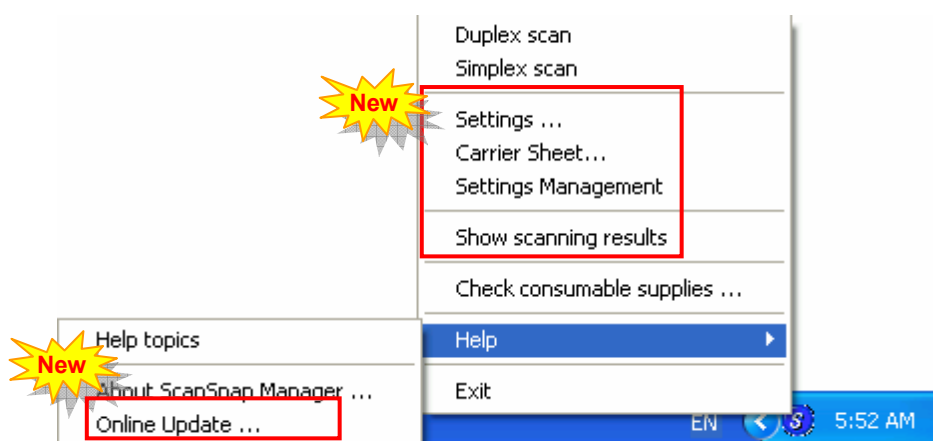 Duplex scan
Simplex scan
New
Settings ...
Carrier Sheet...
Settings Management
Show scanning results
Check consumable supplies ...
Help
Exit
Help topics
New
About ScanSnap Manager ...
Online Update ...
EN
S
5:52 AM